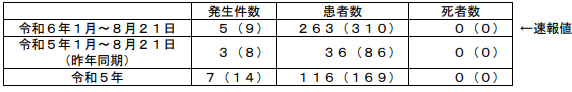 発生件数 患者数 死者数
令和６年１月～８月２１日 ５（９） ２６３（３１０） ０（０） ←速報値
令和５年１月～８月２１日 ３（８） ３６（８６） ０（０）
（昨年同期）
令和５年 ７（１４） １１６（１６９） ０（０）